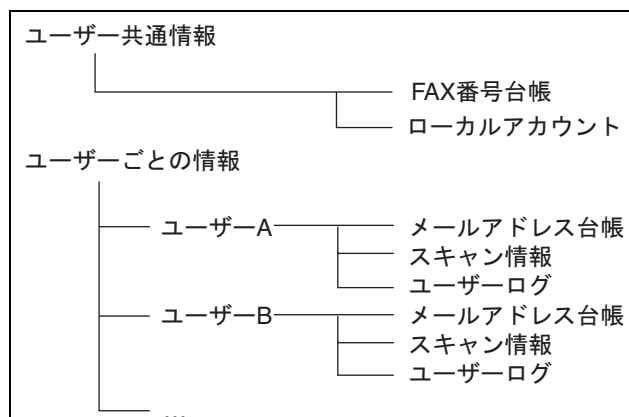 ユーザー共通情報
FAX番号台帳
ローカルアカウント
ユーザーごとの情報
ユーザーA
メールアドレス台帳
スキャン情報
ユーザーログ
ユーザーB
メールアドレス台帳
スキャン情報
ユーザーログ